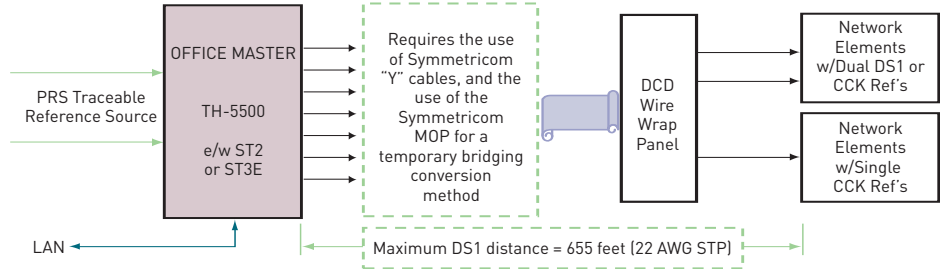 OFFICE MASTER
TH-5500
e/w ST2
or ST3E
PRS Traceable
Reference Source
LAN
Requires the use
of Symmetricom
"Y" cables, and the
use of the
Symmetricom
MOP for a
temporary bridging
conversion
method
DCD
Wire
Wrap
Panel
Network
Elements
w/Dual DS1 or
CCK Ref's
Network
Elements
w/Single
CCK Ref's
Maximum DS1 distance = 655 feet (22 AWG STP)